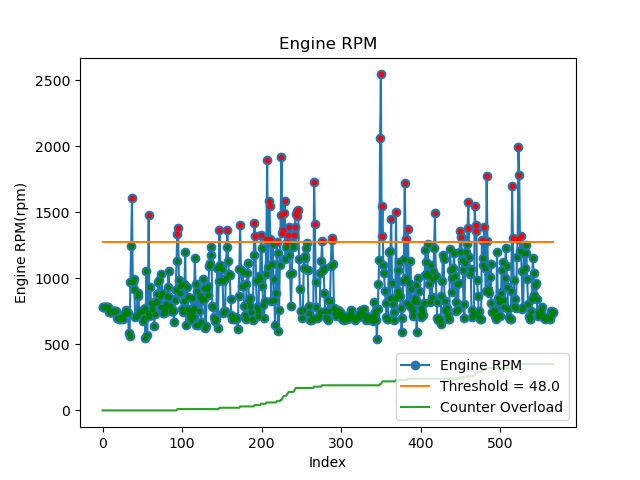 Engine RPM
2500
2000
1500
1000
500
0
Engine RPM(rpm)
0 100 200 300 400 500
Index
Engine RPM
Threshold = 48.0
Counter Overload